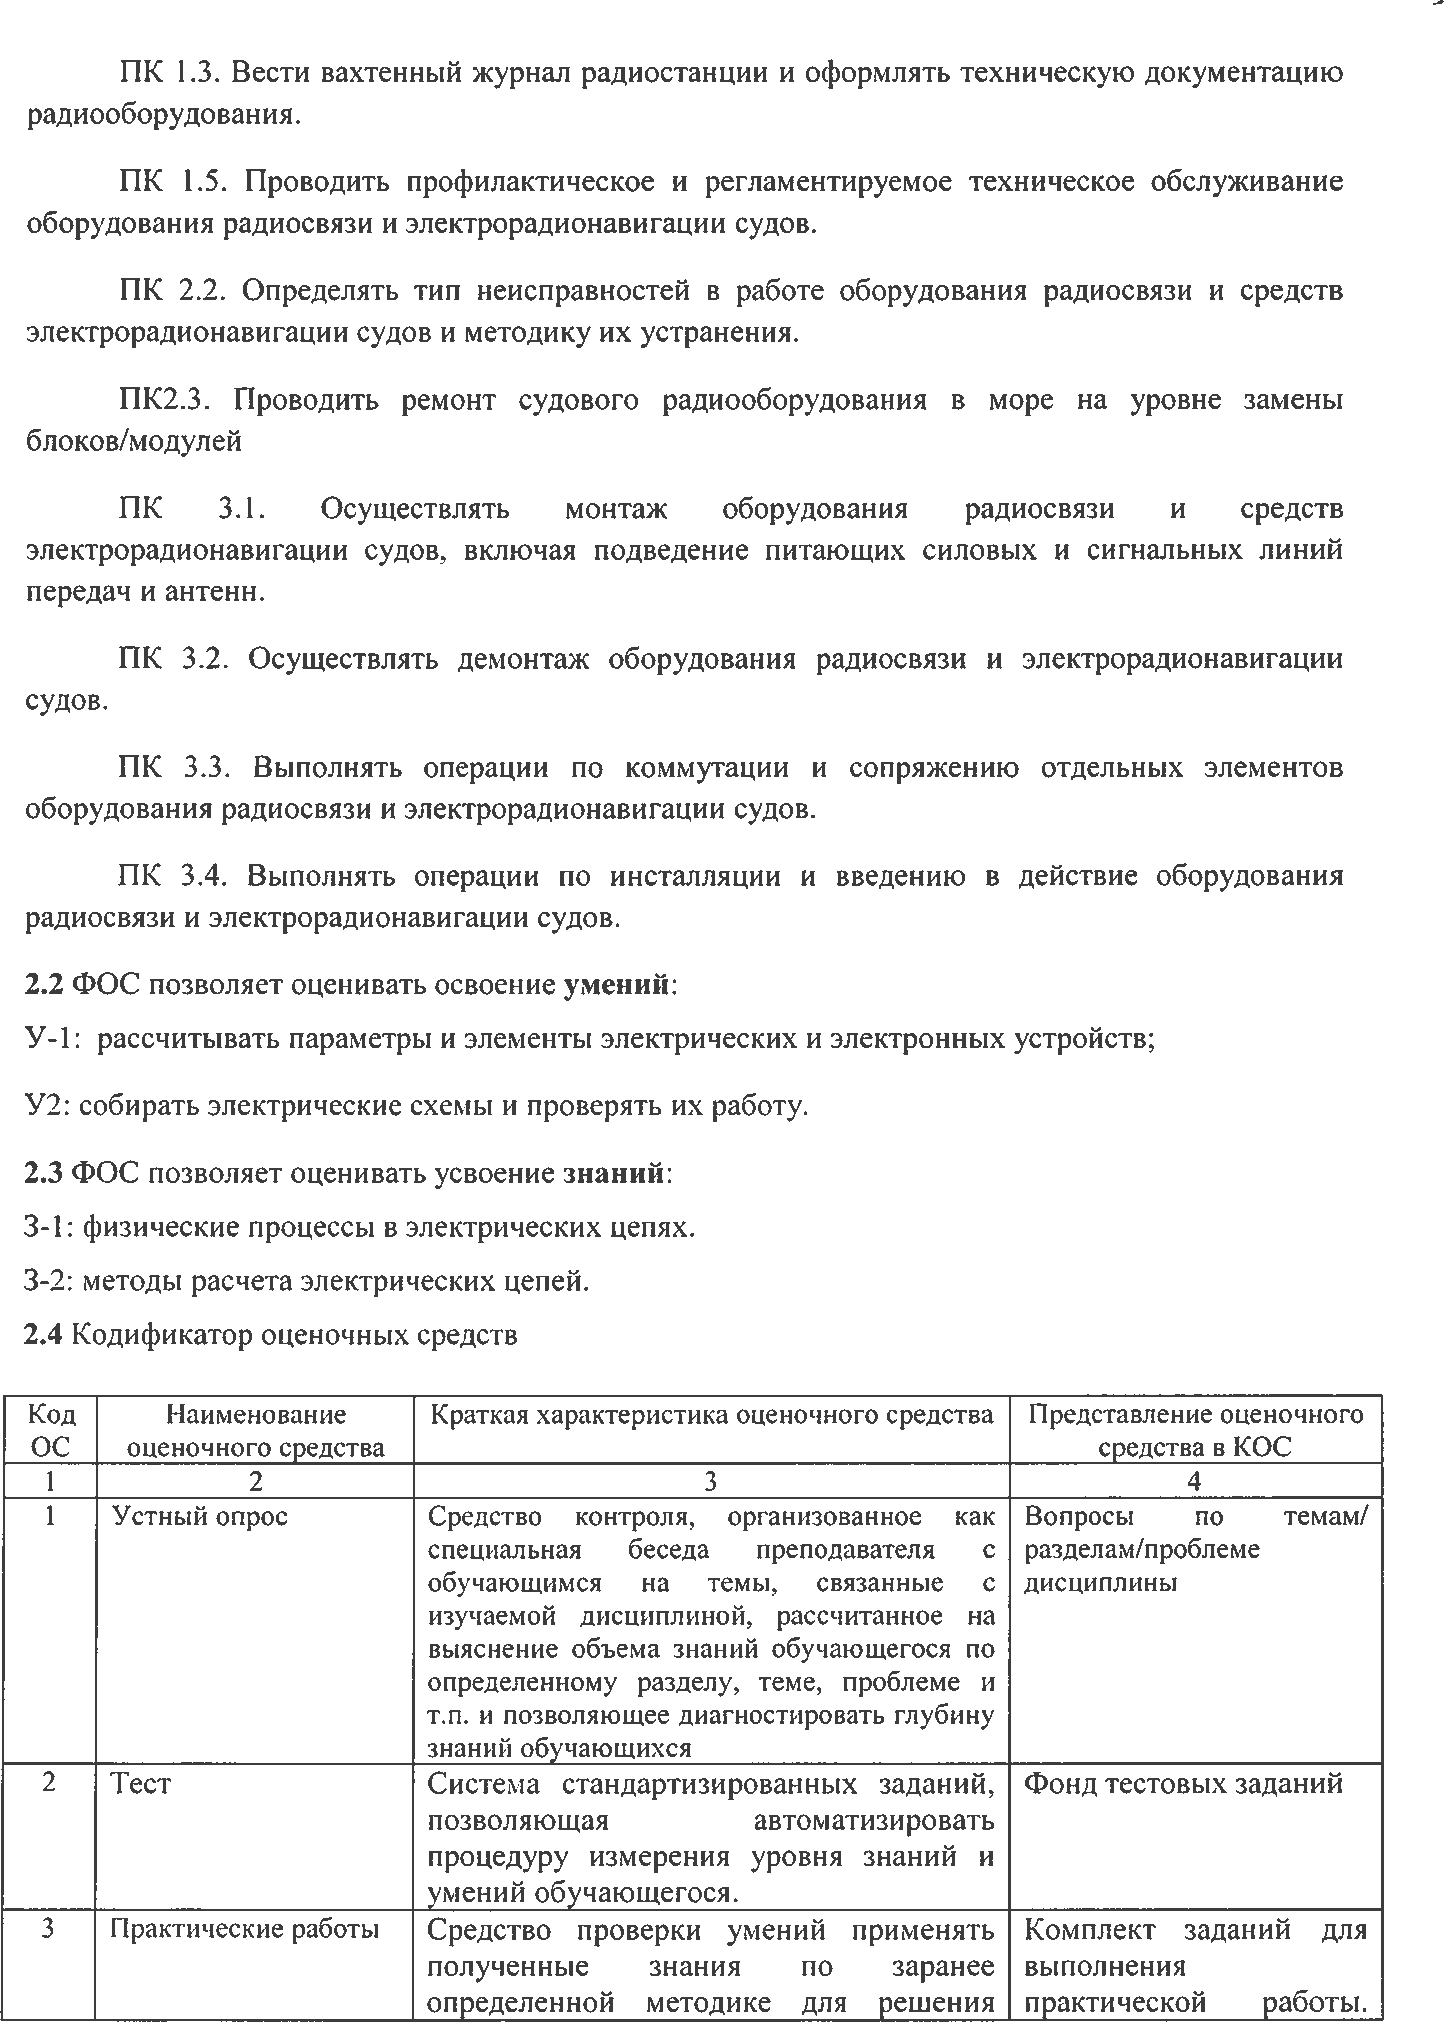 ПК 1.3. Вести вахтенный журнал радиостанции и оформлять техническую документацию
радиооборудования.
ПК 1.5. Проводить профилактическое и регламентируемое техническое обслуживание
оборудования радиосвязи и электрорадионавигации судов.
ПК 2.2. Определять тип неисправностей в работе оборудования радиосвязи и средств
электрорадионавигации судов и методику их устранения.
ПК2.3. Проводить ремонт судового радиооборудования в море на уровне замены
блоков/модулей
ПК 3.1. Осуществлять монтаж оборудования радиосвязи и средств
электрорадионавигации судов, включая подведение питающих силовых и сигнальных линий
передач и антенн.
ПК 3.2. Осуществлять демонтаж оборудования радиосвязи и электрорадионавигации
судов.
ПК 3.3. Выполнять операции по коммутации и сопряжению отдельных элементов
оборудования радиосвязи и электрорадионавигации судов.
ПК 3.4. Выполнять операции по инсталляции и введению в действие оборудования
радиосвязи и электрорадионавигации судов.
2.2 ФОС позволяет оценивать освоение умений:
У-1: рассчитывать параметры и элементы электрических и электронных устройств;
У2: собирать электрические схемы и проверять их работу.
2.3 ФОС позволяет оценивать усвоение знаний:
З-1: физические процессы в электрических цепях.
З-2: методы расчета электрических цепей.
2.4 Кодификатор оценочных средств
Код
ОС
Наименование
оценочного средства
Краткая характеристика оценочного средства
Представление оценочного
средства в КОС
1
2
3
4
1
Устный опрос
Средство контроля, организованное как
специальная беседа преподавателя с
обучающимся на темы, связанные с
изучаемой дисциплиной, рассчитанное на
выяснение объема знаний обучающегося по
определенному разделу, теме, проблеме и
т.п. и позволяющее диагностировать глубину
знаний обучающихся
Вопросы по темам/
разделам/проблеме
дисциплины
2
Тест
Система стандартизированных заданий,
позволяющая автоматизировать
процедуру измерения уровня знаний и
умений обучающегося.
Фонд тестовых заданий
3
Практические работы
Средство проверки умений применять
полученные знания по заранее
определенной методике для решения
Комплект заданий для
выполнения
практической работы.